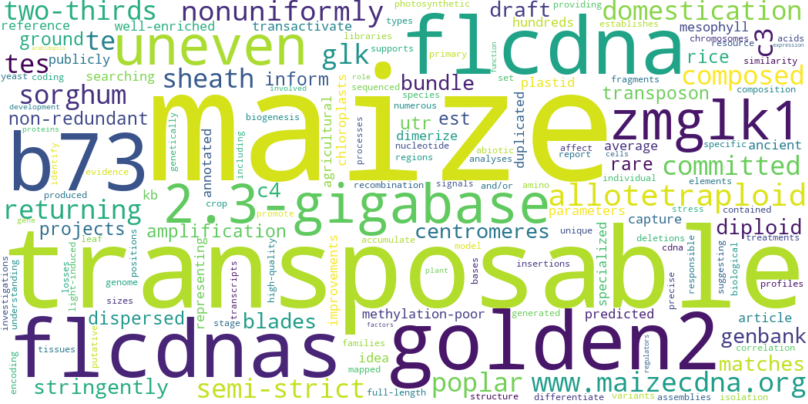 two-thirds nonuniformly photosynthetic types draft hundreds establishes mesophyll domestication
reference well-enriched transactivate libraries supports primary chromosomes acids expression
ground te uneven glk flcdna resource similarity c3 rice composed
tes publicly searching coding yeast arabidopsis
sorghum sheath inform bundle plastid fragments composition transposon
non-redundant maize zmglk1
development proteins b73 identify evidence genetically including biogenesis annotated kb
agricultural chloroplasts role sequenced involved utr est species numerous dimerize nucleotide regions
processes abiotic analyses duplicated function set providing affect report average rare specific cells individual ancient
returning produced gene crop c4 2.3-gigabase recombination signals and/or amino allotetraploid committed
projects amplification promote centromeres unique parameters elements stress contained capture diploid
transposable
investigations understanding leaf light-induced losses genome positions sizes representing transcripts high-quality improvements accumulate model plant bases insertions cdna generated specialized deletions precise responsible suggesting biological treatments profiles
dispersed blades stage putative tissues encoding methylation-poor factors predicted article correlation genbank
flcdnas families mapped idea golden2 regulators matches
stringently semi-strict full-length structure poplar differentiate variants assemblies isolation www.maizecdna.org